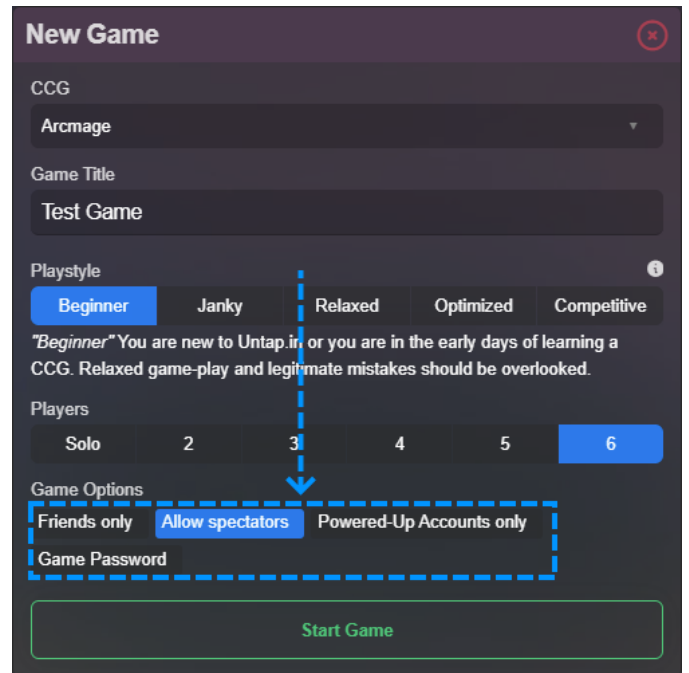 New Game
CCG
Arcmage
Game Title
Test Game
Playstyle
Beginner Janky Relaxed Optimized Competitive
"Beginner" You are new to Untap.in or you are in the early days of learning a
CCG. Relaxed game-play and legitimate mistakes should be overlooked.
Players
Solo 2 3 4 5 6
Game Options
Friends only Allow spectators Powered-Up Accounts only
Game Password
Start Game